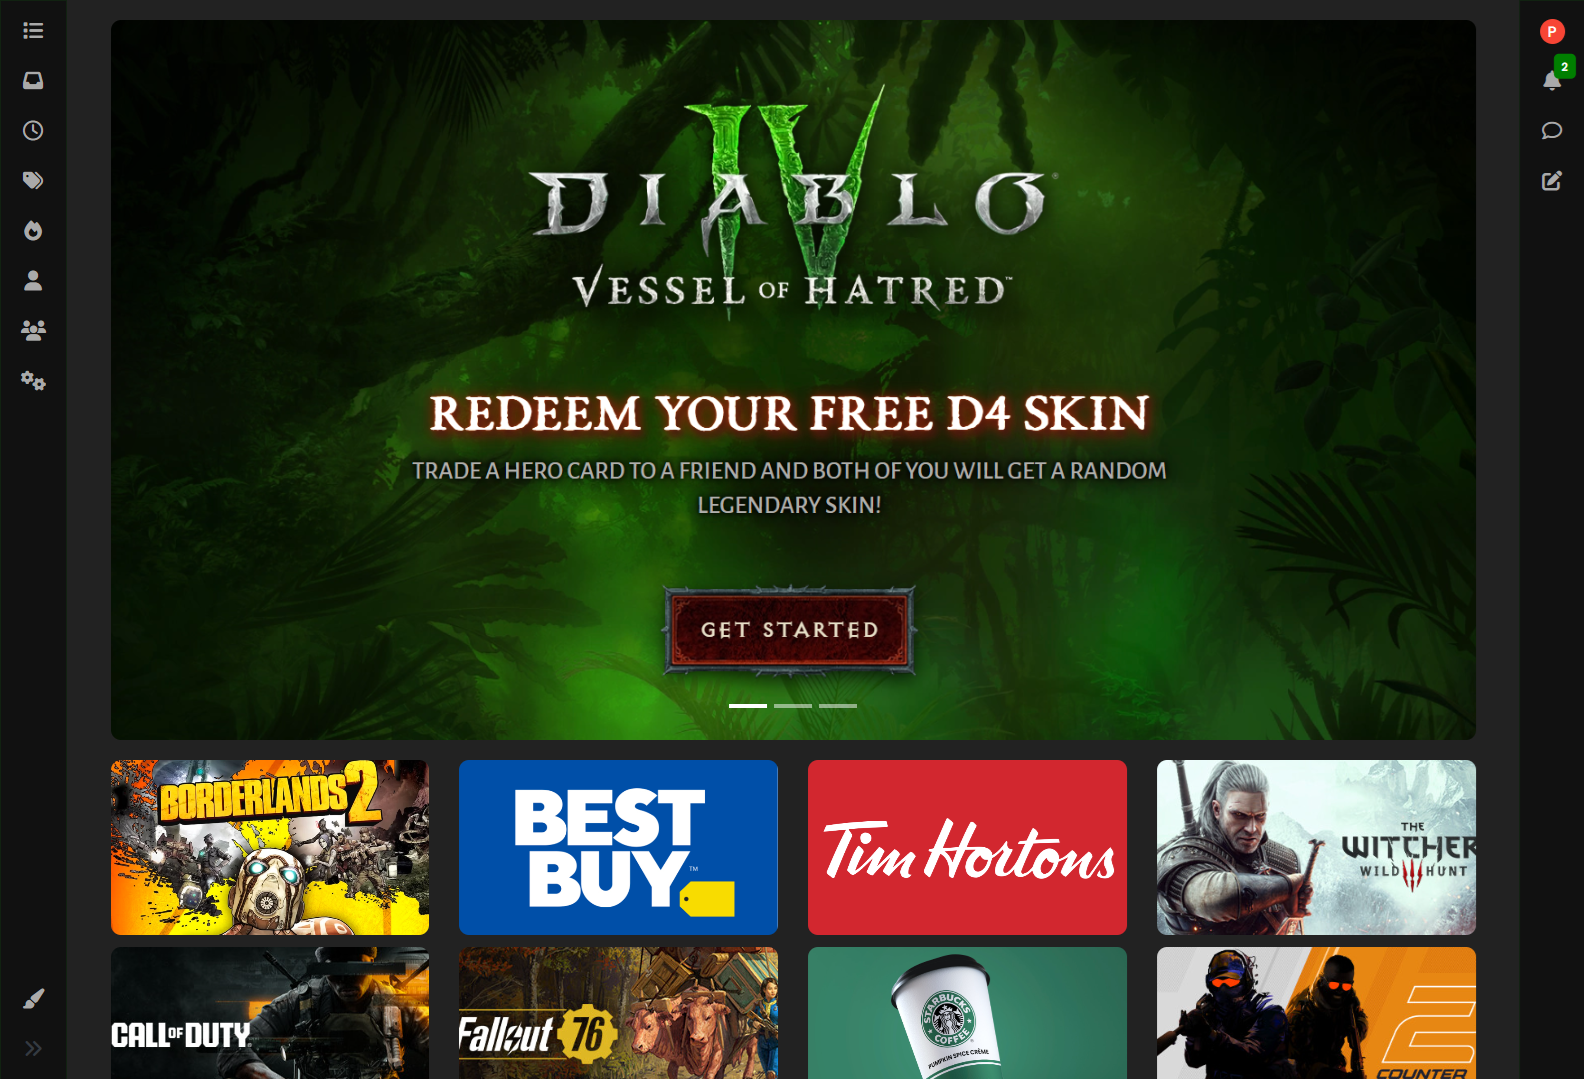 P
2
IV
DIABLO
VESSEL OF HATRED™
REDEEM YOUR FREE D4 SKIN
TRADE A HERO CARD TO A FRIEND AND BOTH OF YOU WILL GET A RANDOM
LEGENDARY SKIN!
GET STARTED
BORDERLANDS 2
BEST
BUY™
Tim Hortons
THE
WITCHER
WILD HUNT
CALL OF DUTY
Fallout 76
STARBUCKS
COFFEE
PUMPKIN SPICE CRÈME
2
COUNTER